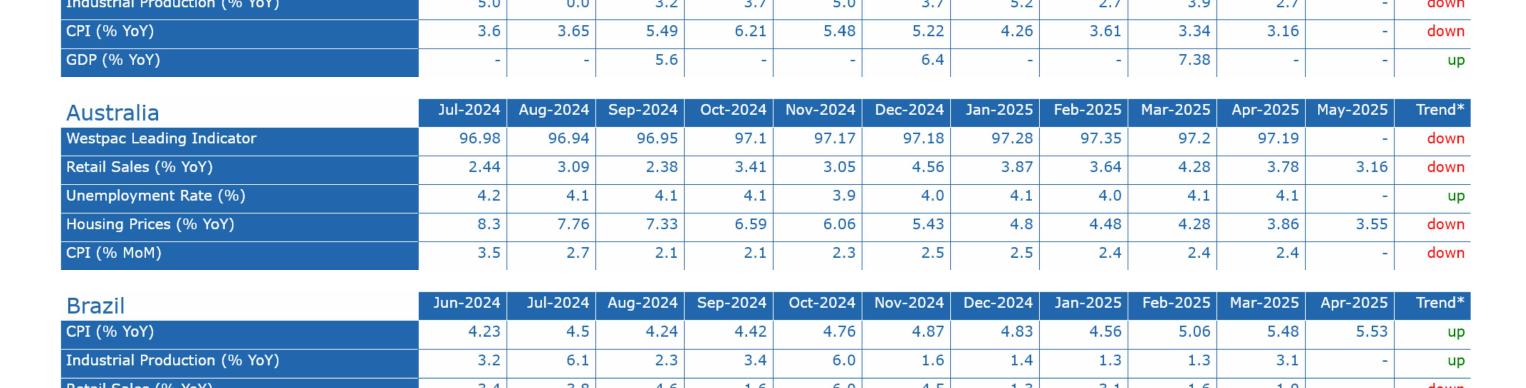 Industrial Production (% YoY) 5.0 0.0 3.2 3.7 5.0 3.7 5.2 2.7 3.9 2.7 - down
CPI (% YoY) 3.6 3.65 5.49 6.21 5.48 5.22 4.26 3.61 3.34 3.16 - down
GDP (% YoY) - - 5.6 - - 6.4 - - 7.38 - - up
Australia Jul-2024 Aug-2024 Sep-2024 Oct-2024 Nov-2024 Dec-2024 Jan-2025 Feb-2025 Mar-2025 Apr-2025 May-2025 Trend*
Westpac Leading Indicator 96.98 96.94 96.95 97.1 97.17 97.18 97.28 97.35 97.2 97.19 - down
Retail Sales (% YoY) 2.44 3.09 2.38 3.41 3.05 4.56 3.87 3.64 4.28 3.78 3.16 down
Unemployment Rate (%) 4.2 4.1 4.1 4.1 3.9 4.0 4.1 4.0 4.1 4.1 - up
Housing Prices (% YoY) 8.3 7.76 7.33 6.59 6.06 5.43 4.8 4.48 4.28 3.86 3.55 down
CPI (% MoM) 3.5 2.7 2.1 2.1 2.3 2.5 2.5 2.4 2.4 2.4 - down
Brazil Jun-2024 Jul-2024 Aug-2024 Sep-2024 Oct-2024 Nov-2024 Dec-2024 Jan-2025 Feb-2025 Mar-2025 Apr-2025 Trend*
CPI (% YoY) 4.23 4.5 4.24 4.42 4.76 4.87 4.83 4.56 5.06 5.48 5.53 up
Industrial Production (% YoY) 3.2 6.1 2.3 3.4 6.0 1.6 1.4 1.3 1.3 3.1 - up
Retail Sales (% YoY) down